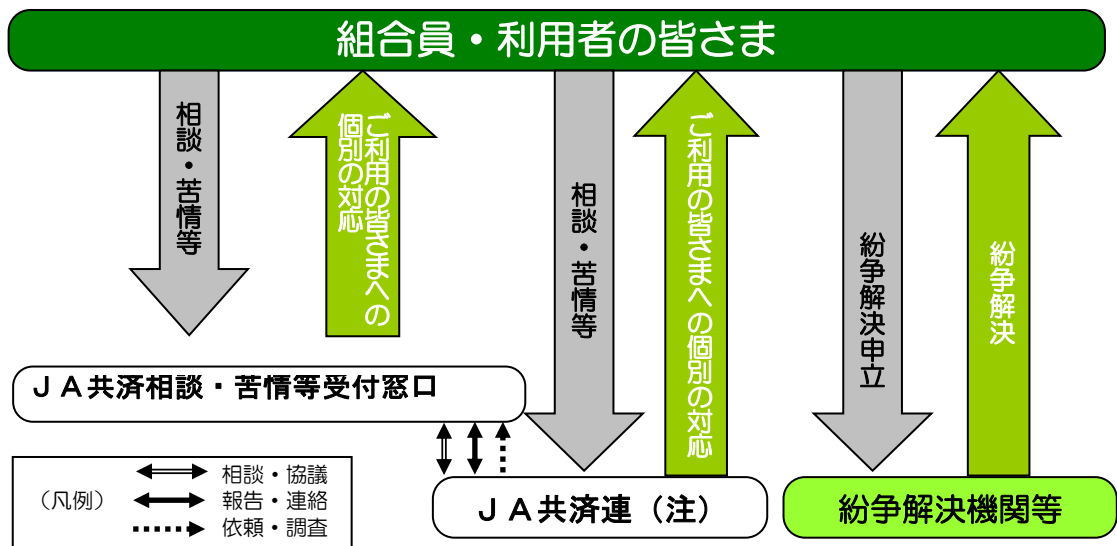 組合員・利用者の皆さま
相談・苦情等
ご利用の皆さまへの
個別の対応
相談・苦情等
ご利用の皆さまへの個別の対応
紛争解決申立
紛争解決
ＪＡ共済相談・苦情等受付窓口
（凡例）
相談・協議
報告・連絡
依頼・調査
ＪＡ共済連（注）
紛争解決機関等